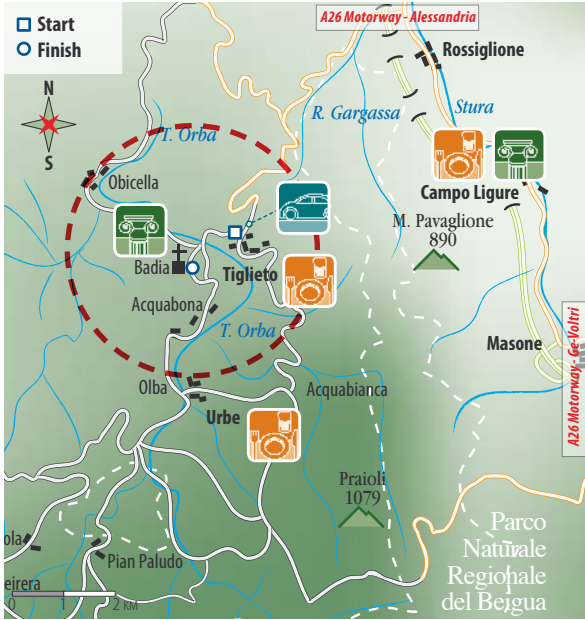 Start
Finish
A26 Motorway - Alessandria
Rossiglione
N
S
T. Orba
R. Gargassa
Stura
Obicella
Campo Ligure
M. Pavaglione
890
Badia
Tiglieto
Acquabona
T. Orba
Masone
A26 Motorway - Ge-Voltri
Olba
Acquabianca
Urbe
Praioli
1079
Parco
Naturale
Regionale
del Beigua
ola
Pian Paludo
eirera
0 1 2 KM